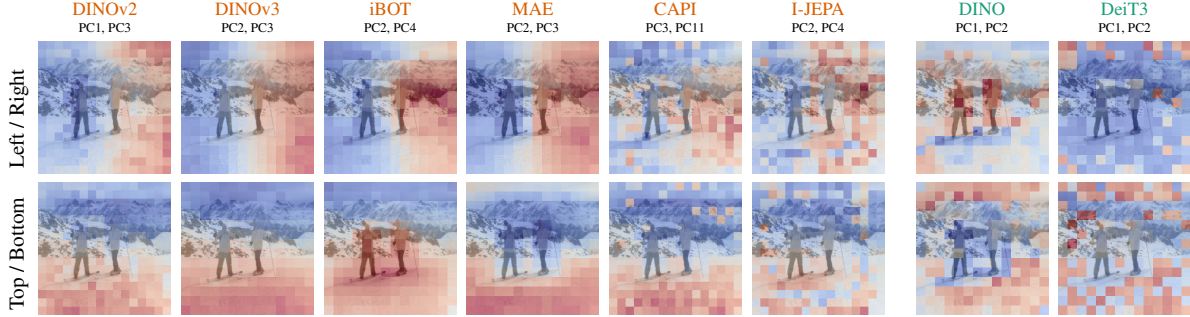 DINOv2 DINOv3 iBOT MAE CAPI I-JEPA DINO DeiT3
PC1, PC3 PC2, PC3 PC2, PC4 PC2, PC3 PC3, PC11 PC2, PC4 PC1, PC2 PC1, PC2
Left / Right
Top / Bottom